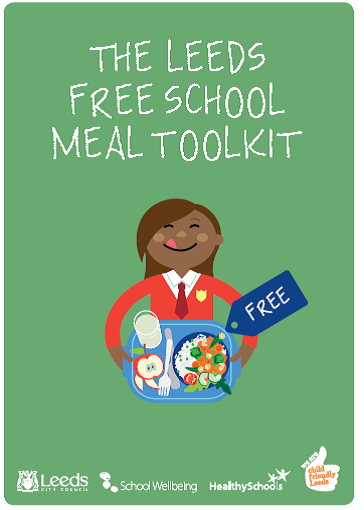 THE LEEDS
FREE SCHOOL
MEAL TOOLKIT
FREE
Leeds
CITY COUNCIL
School Wellbeing
HealthySchools
child
friendly
Leeds